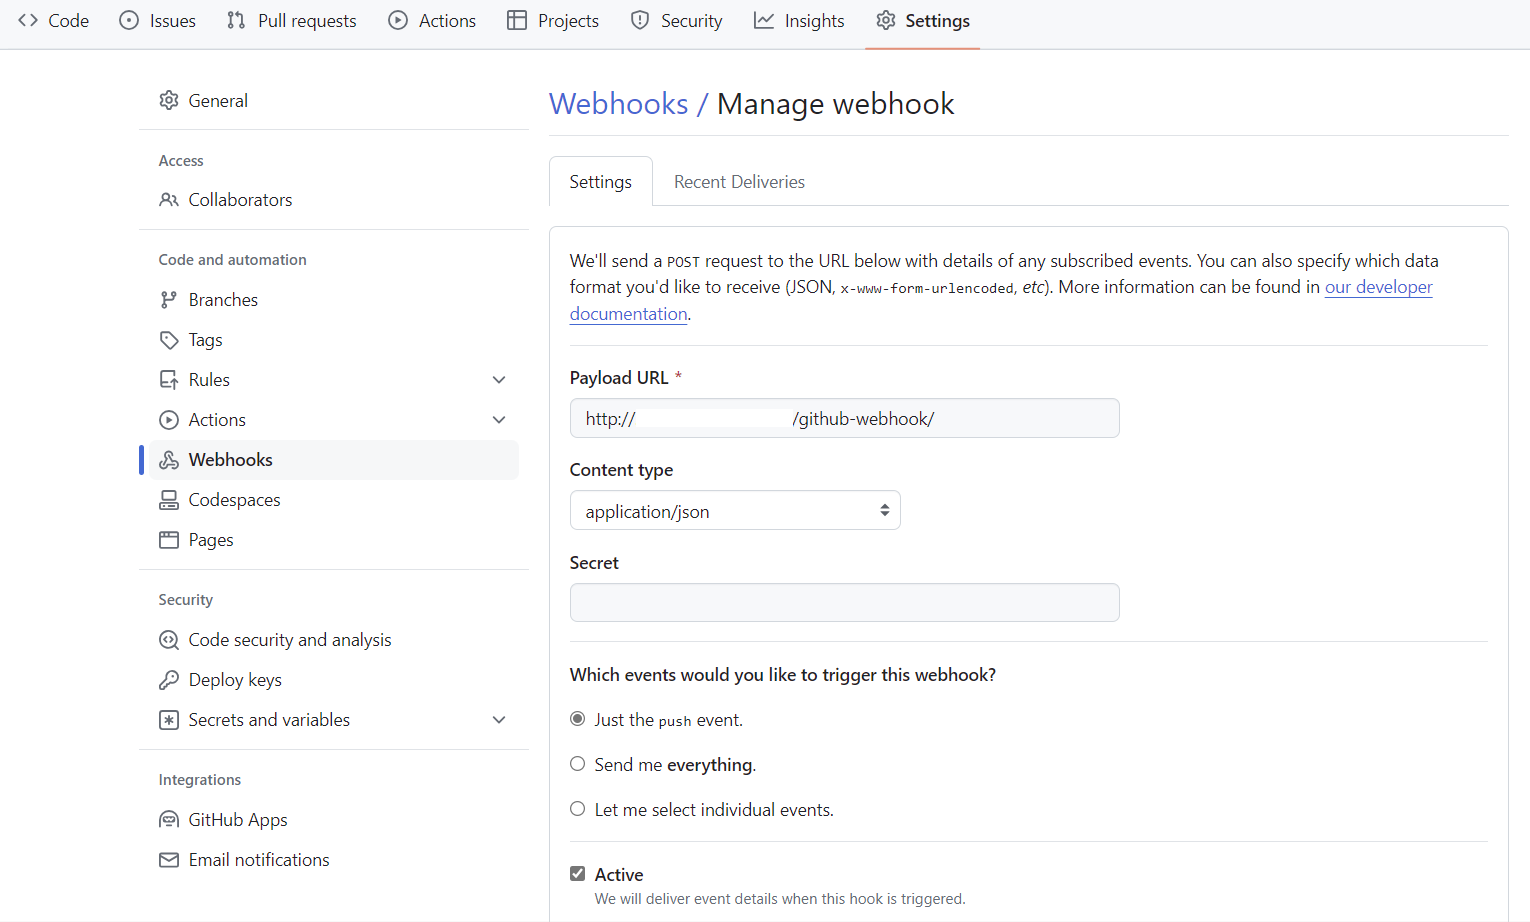 Code Issues Pull requests Actions Projects Security Insights Settings
General
Access
Collaborators
Code and automation
Branches
Tags
Rules
Actions
Webhooks
Codespaces
Pages
Security
Code security and analysis
Deploy keys
Secrets and variables
Integrations
GitHub Apps
Email notifications
Webhooks / Manage webhook
Settings Recent Deliveries
We'll send a POST request to the URL below with details of any subscribed events. You can also specify which data
format you'd like to receive (JSON, x-www-form-urlencoded, etc). More information can be found in our developer
documentation.
Payload URL *
http:// /github-webhook/
Content type
application/json
Secret
Which events would you like to trigger this webhook?
Just the push event.
Send me everything.
Let me select individual events.
Active
We will deliver event details when this hook is triggered.